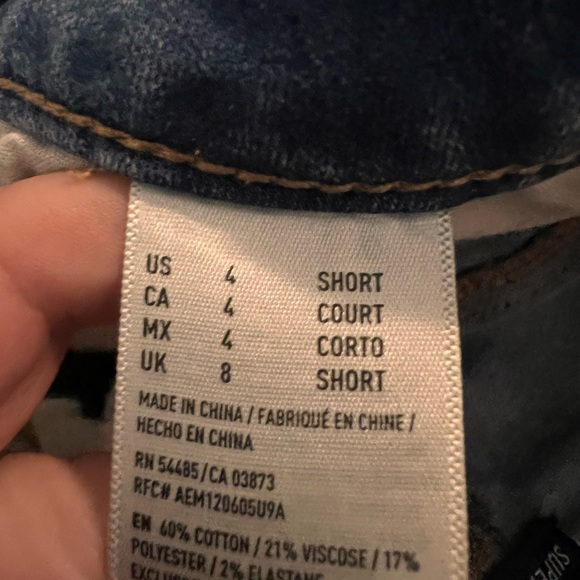 US 4 SHORT
CA 4 COURT
MX 4 CORTO
UK 8 SHORT
MADE IN CHINA / FABRIQUÉ EN CHINE /
HECHO EN CHINA
RN 54485 / CA 03873
RFC# AEM120605U9A
EN 60% COTTON / 21% VISCOSE / 17%
POLYESTER / 2% ELASTANE